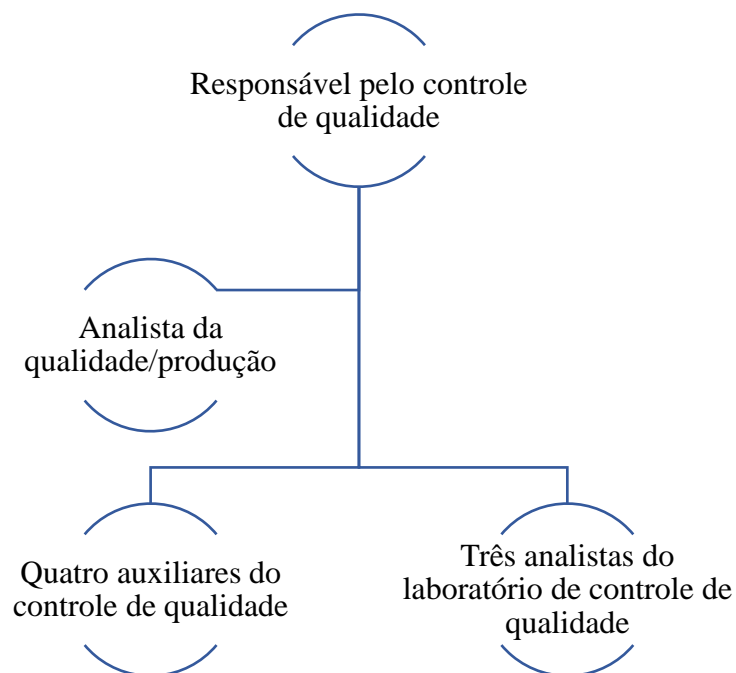 Responsável pelo controle
de qualidade
Analista da
qualidade/produção
Quatro auxiliares do
controle de qualidade
Três analistas do
laboratório de controle de
qualidade